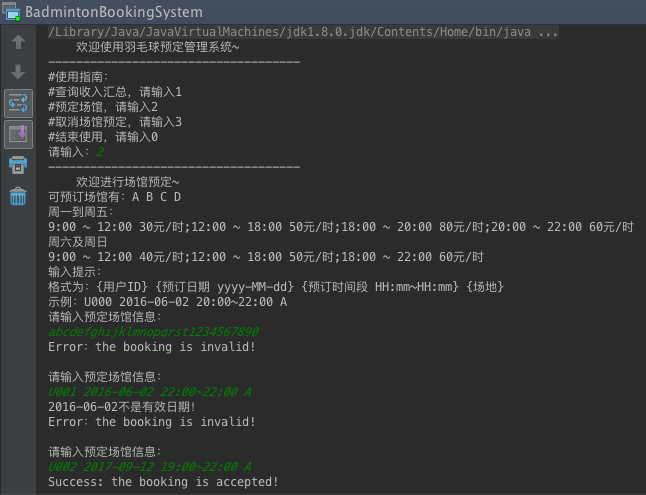 BadmintonBookingSystem
/Library/Java/JavaVirtualMachines/jdk1.8.0.jdk/Contents/Home/bin/java ...
欢迎使用羽毛球预定管理系统~
------------------------------------
#使用指南：
#查询收入汇总，请输入1
#预定场馆，请输入2
#取消场馆预定，请输入3
#结束使用，请输入0
请输入：2
------------------------------------
欢迎进行场馆预定~
可预订场馆有：A B C D
周一到周五：
9:00 ~ 12:00 30元/时;12:00 ~ 18:00 50元/时;18:00 ~ 20:00 80元/时;20:00 ~ 22:00 60元/时
周六及周日
9:00 ~ 12:00 40元/时;12:00 ~ 18:00 50元/时;18:00 ~ 22:00 60元/时
输入提示：
格式为：{用户ID} {预订日期 yyyy-MM-dd} {预订时间段 HH:mm~HH:mm} {场地}
示例：U000 2016-06-02 20:00~22:00 A
请输入预定场馆信息：
abcdefghijklmnopqrst1234567890
Error：the booking is invalid!
请输入预定场馆信息：
U001 2016-06-02 22:00~22:00 A
2016-06-02不是有效日期！
Error：the booking is invalid!
请输入预定场馆信息：
U002 2017-09-12 19:00~22:00 A
Success: the booking is accepted!